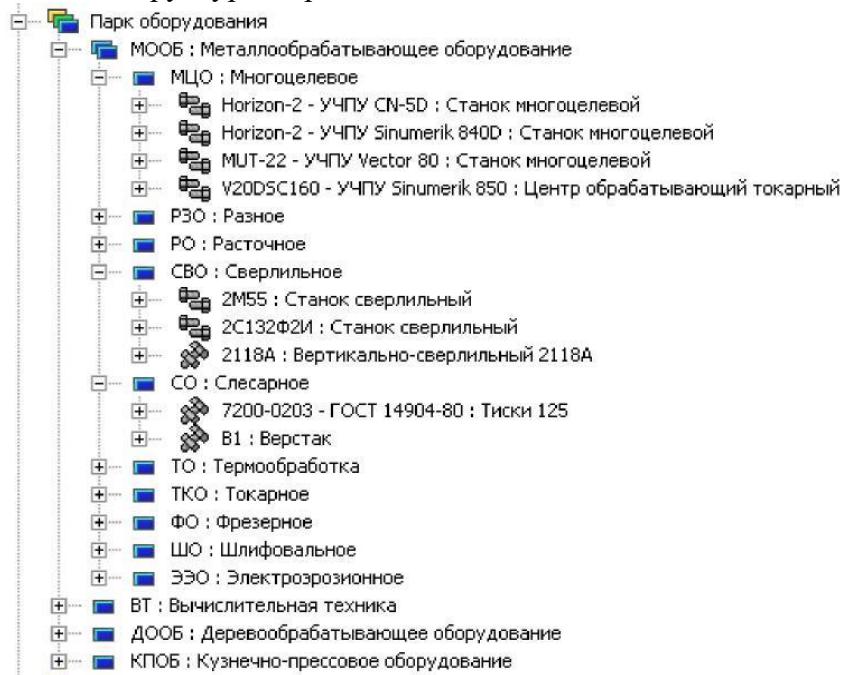 Парк оборудования
МООБ : Металлообрабатывающее оборудование
МЦО : Многоцелевое
Horizon-2 - УЧПУ CN-5D : Станок многоцелевой
Horizon-2 - УЧПУ Sinumerik 840D : Станок многоцелевой
MUT-22 - УЧПУ Vector 80 : Станок многоцелевой
V20DSC160 - УЧПУ Sinumerik 850 : Центр обрабатывающий токарный
РЗО : Разное
РО : Расточное
СВО : Сверлильное
2М55 : Станок сверлильный
2С132Ф2И : Станок сверлильный
2118А : Вертикально-сверлильный 2118А
СО : Слесарное
7200-0203 - ГОСТ 14904-80 : Тиски 125
В1 : Верстак
ТО : Термообработка
ТКО : Токарное
ФО : Фрезерное
ШО : Шлифовальное
ЭЭО : Электроэрозионное
ВТ : Вычислительная техника
ДООБ : Деревообрабатывающее оборудование
КПОБ : Кузнечно-прессовое оборудование